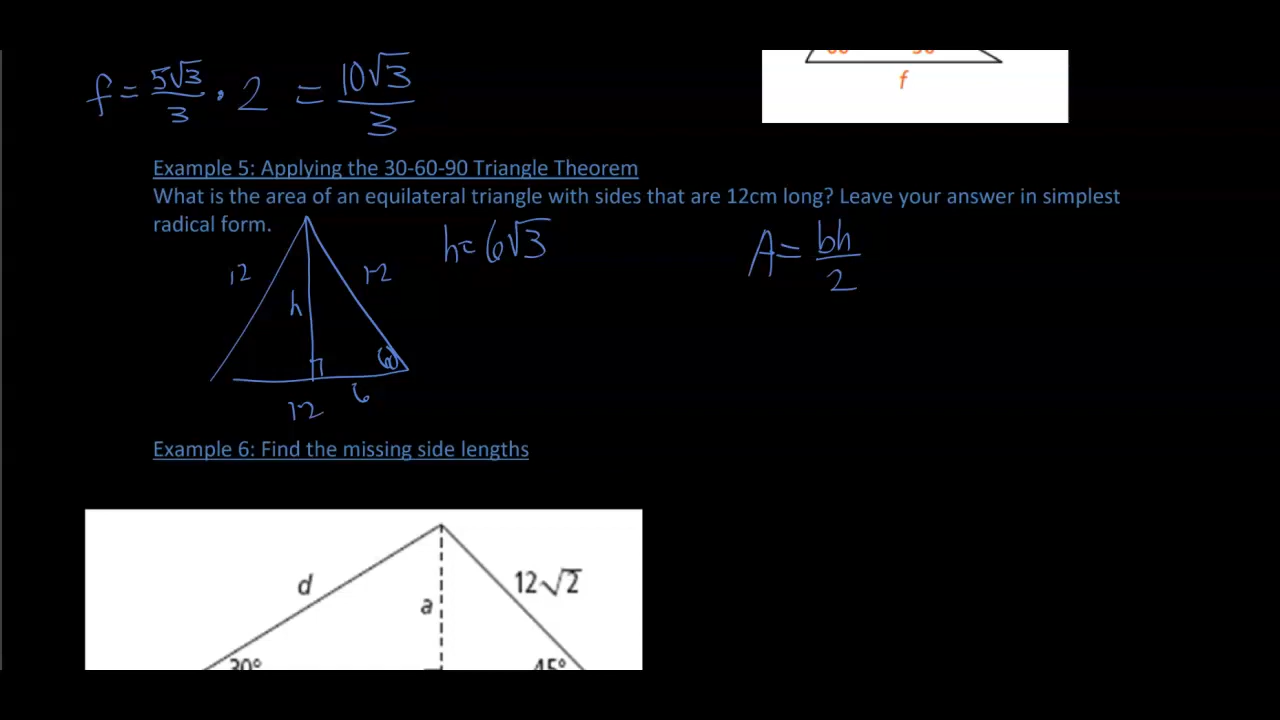 f = 5√3/3 · 2 = 10√3/3
f
Example 5: Applying the 30-60-90 Triangle Theorem
What is the area of an equilateral triangle with sides that are 12cm long? Leave your answer in simplest
radical form.
h = 6√3
A = bh/2
12
12
h
60
6
12
Example 6: Find the missing side lengths
d
12√2
a
30°
45°